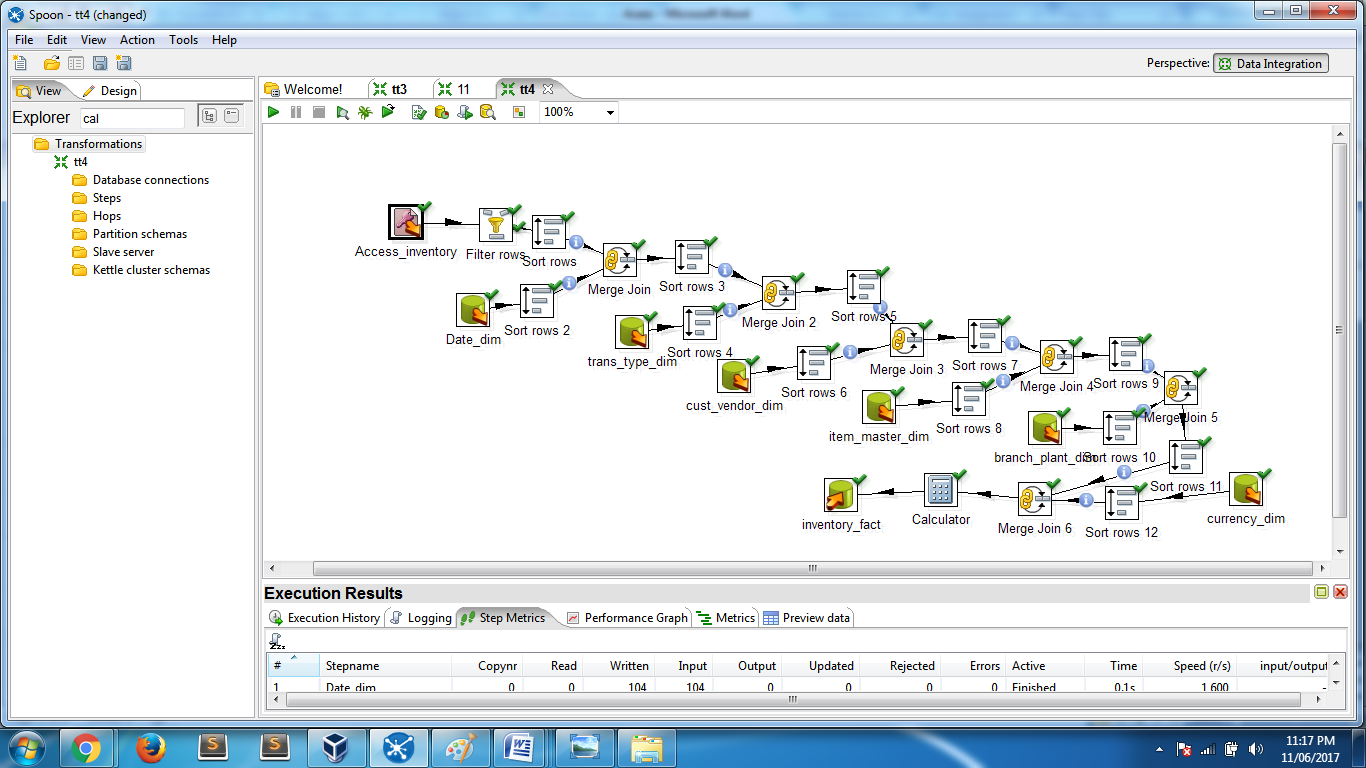 Spoon - tt4 (changed)
File Edit View Action Tools Help
Perspective: Data Integration
View Design
Explorer cal
Transformations
tt4
Database connections
Steps
Hops
Partition schemas
Slave server
Kettle cluster schemas
Welcome! tt3 11 tt4
100%
Access_inventory
Filter rows
Sort rows
Merge Join
Sort rows 3
Date_dim
Sort rows 2
Merge Join 2
Sort rows 5
trans_type_dim
Sort rows 4
Merge Join 3
Sort rows 7
cust_vendor_dim
Sort rows 6
Merge Join 4
Sort rows 9
item_master_dim
Sort rows 8
Merge Join 5
branch_plant_dim
Sort rows 10
Sort rows 11
inventory_fact
Calculator
Merge Join 6
Sort rows 12
currency_dim
Execution Results
Execution History Logging Step Metrics Performance Graph Metrics Preview data
# Stepname Copynr Read Written Input Output Updated Rejected Errors Active Time Speed (r/s) input/output
1 Date_dim 0 0 104 104 0 0 0 0 Finished 0.1s 1,600 -
11:17 PM
11/06/2017